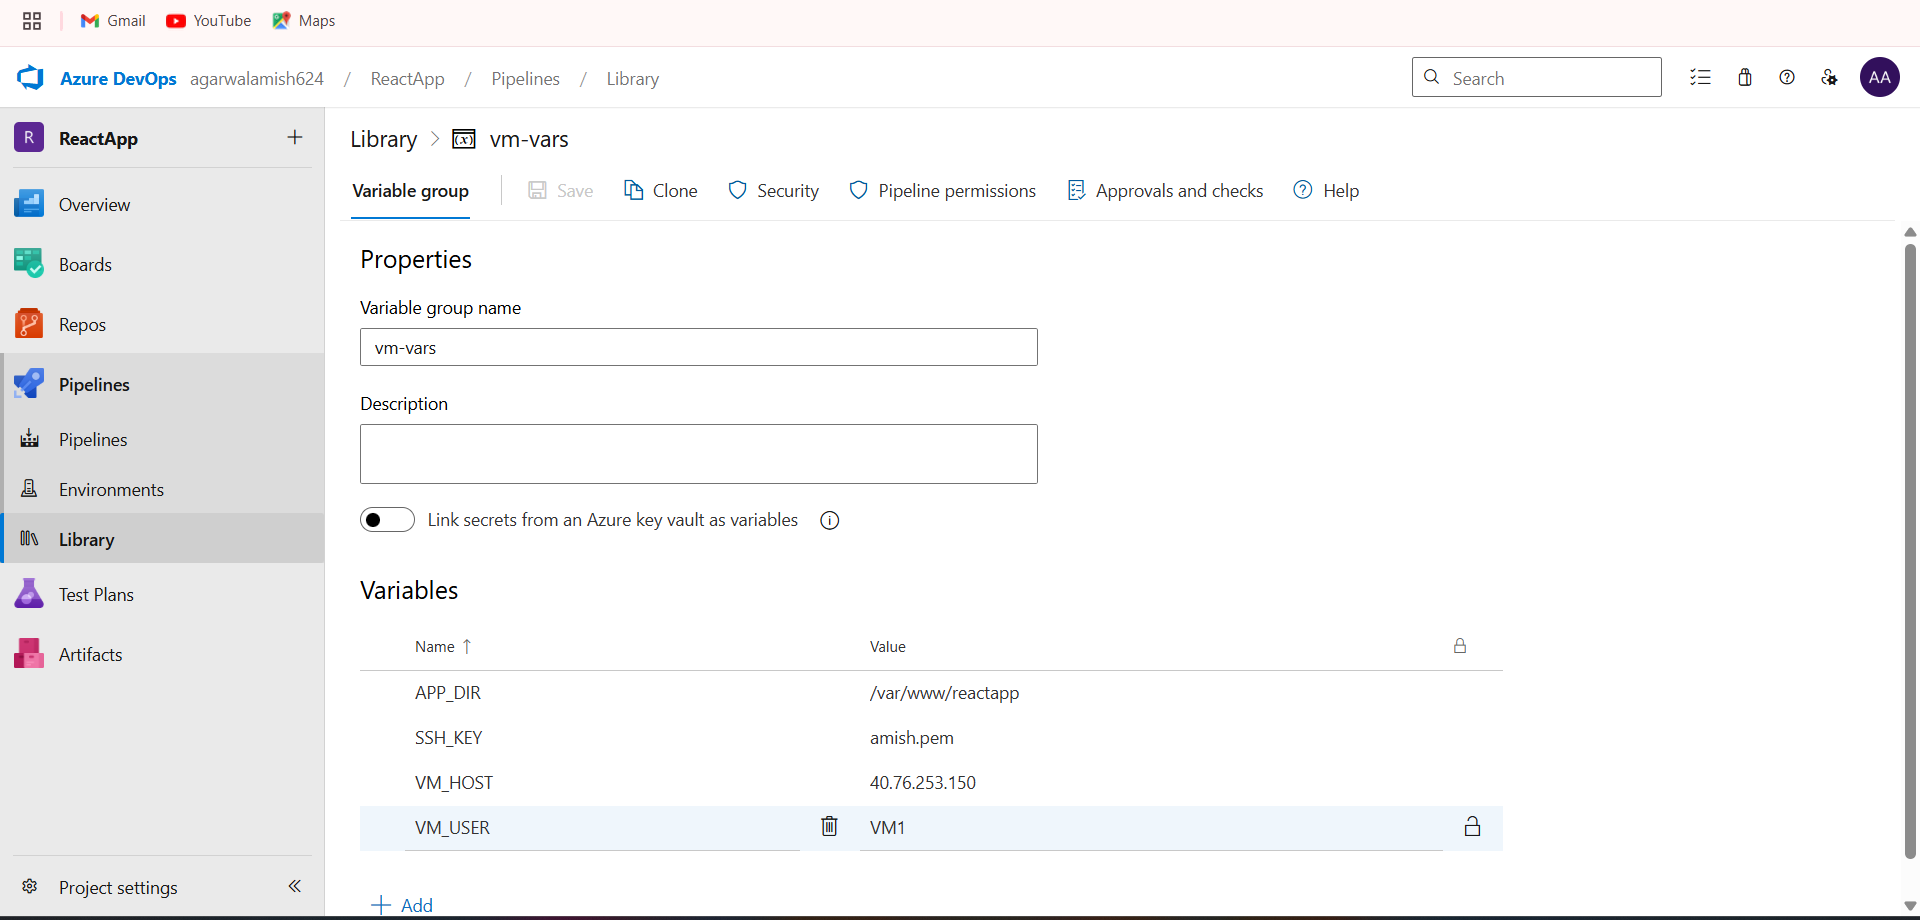 Gmail YouTube Maps
Azure DevOps agarwalamish624 / ReactApp / Pipelines / Library Search AA
R ReactApp
Overview
Boards
Repos
Pipelines
Pipelines
Environments
Library
Test Plans
Artifacts
Project settings
Library > (x) vm-vars
Variable group Save Clone Security Pipeline permissions Approvals and checks Help
Properties
Variable group name
vm-vars
Description
Link secrets from an Azure key vault as variables
Variables
Name ↑ Value
APP_DIR /var/www/reactapp
SSH_KEY amish.pem
VM_HOST 40.76.253.150
VM_USER VM1
+ Add